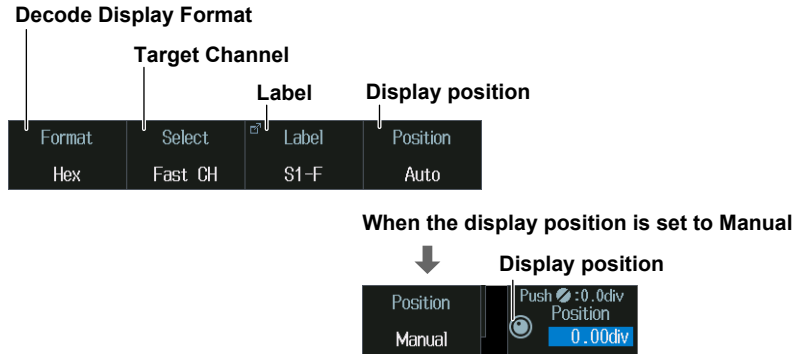 Decode Display Format
Target Channel
Label Display position
Format Select Label Position
Hex Fast CH S1-F Auto
When the display position is set to Manual
Display position
Position Push :0.0div
Position
Manual 0.00div